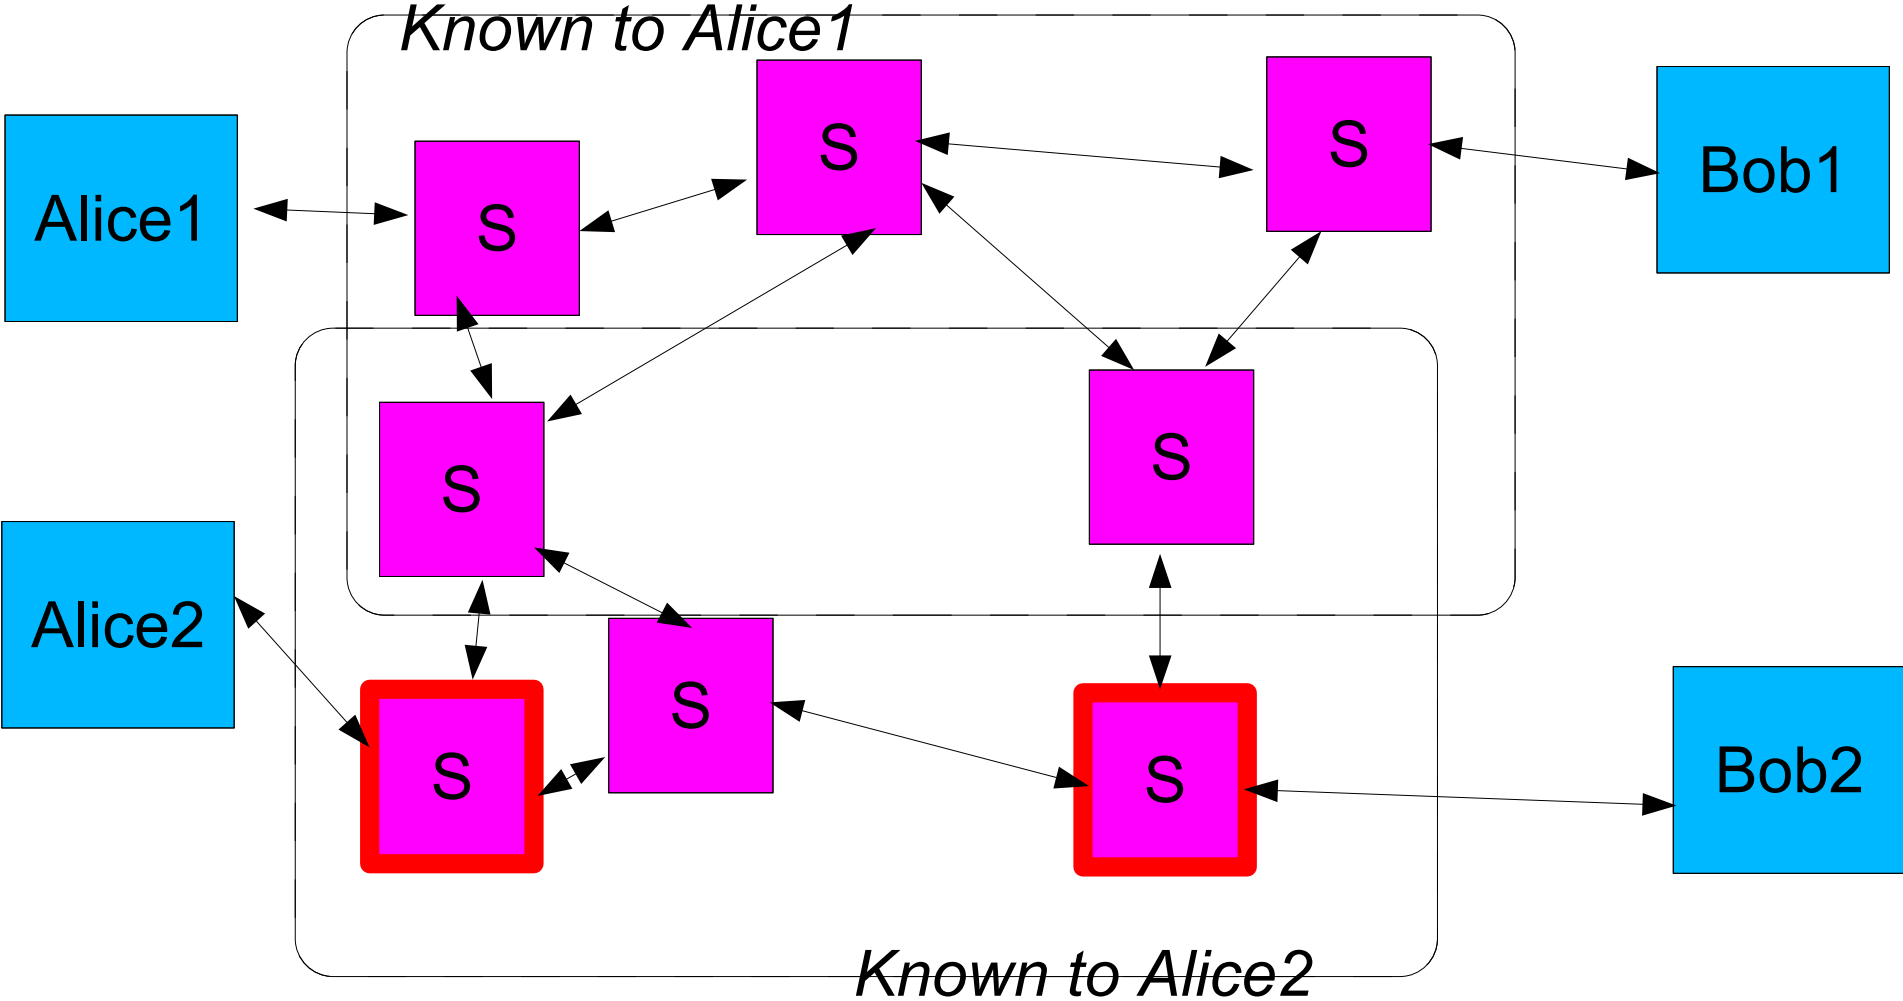 Known to Alice1
S
S
Bob1
Alice1
S
S
S
Alice2
S
S
S
Bob2
Known to Alice2